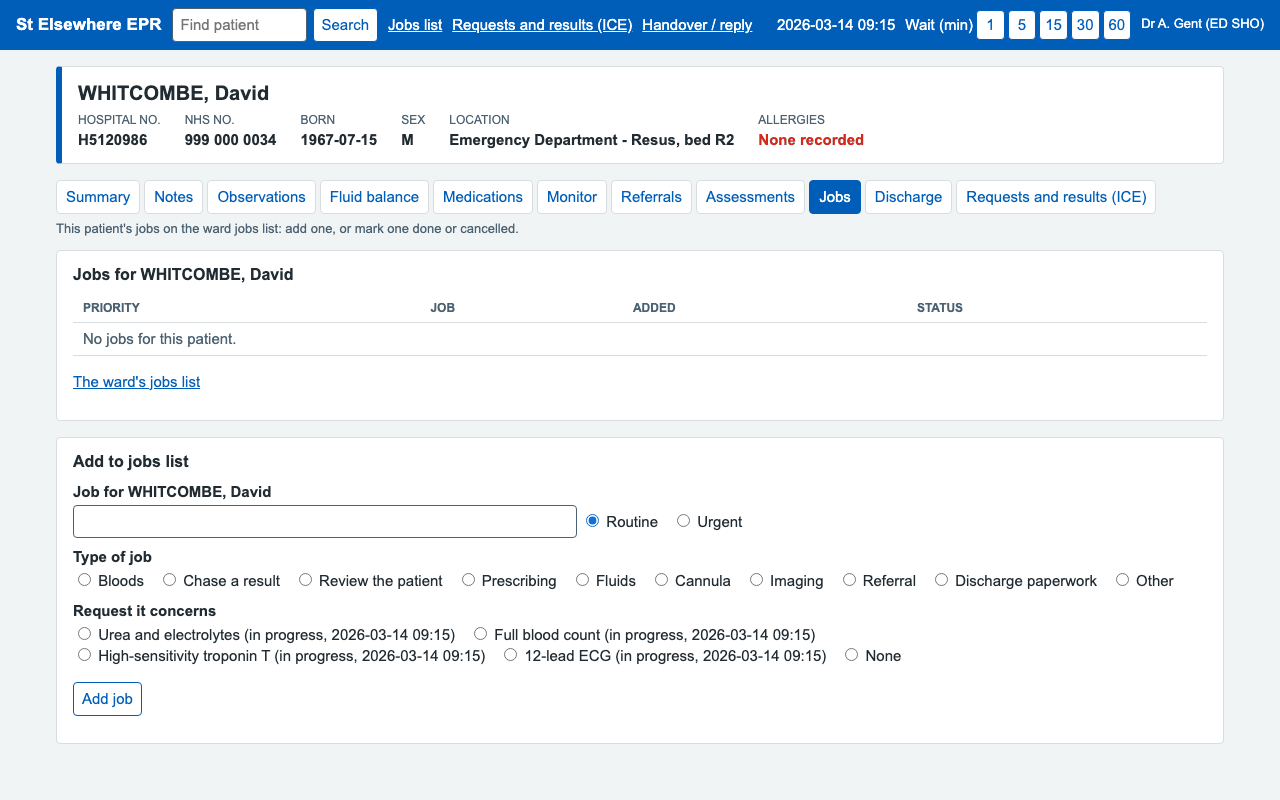 St Elsewhere EPR Find patient Search Jobs list Requests and results (ICE) Handover / reply 2026-03-14 09:15 Wait (min) 1 5 15 30 60 Dr A. Gent (ED SHO)
WHITCOMBE, David
HOSPITAL NO. NHS NO. BORN SEX LOCATION ALLERGIES
H5120986 999 000 0034 1967-07-15 M Emergency Department - Resus, bed R2 None recorded
Summary Notes Observations Fluid balance Medications Monitor Referrals Assessments Jobs Discharge Requests and results (ICE)
This patient's jobs on the ward jobs list: add one, or mark one done or cancelled.
Jobs for WHITCOMBE, David
PRIORITY JOB ADDED STATUS
No jobs for this patient.
The ward's jobs list
Add to jobs list
Job for WHITCOMBE, David
Routine Urgent
Type of job
Bloods Chase a result Review the patient Prescribing Fluids Cannula Imaging Referral Discharge paperwork Other
Request it concerns
Urea and electrolytes (in progress, 2026-03-14 09:15) Full blood count (in progress, 2026-03-14 09:15)
High-sensitivity troponin T (in progress, 2026-03-14 09:15) 12-lead ECG (in progress, 2026-03-14 09:15) None
Add job